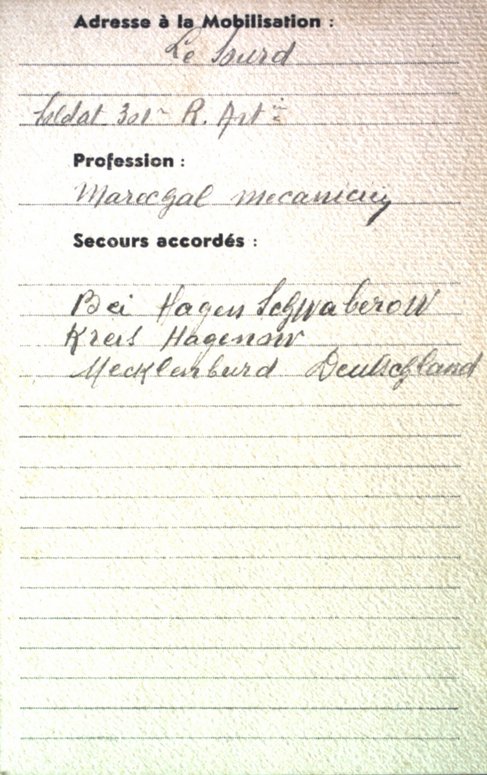 Adresse à la Mobilisation :
Le Sourd
Soldat 301e R. Art ie
Profession :
Marechal mecanicien
Secours accordés :
Bei Hagen Schwaberow
Kreis Hagenow
Mecklenburd Deutschland